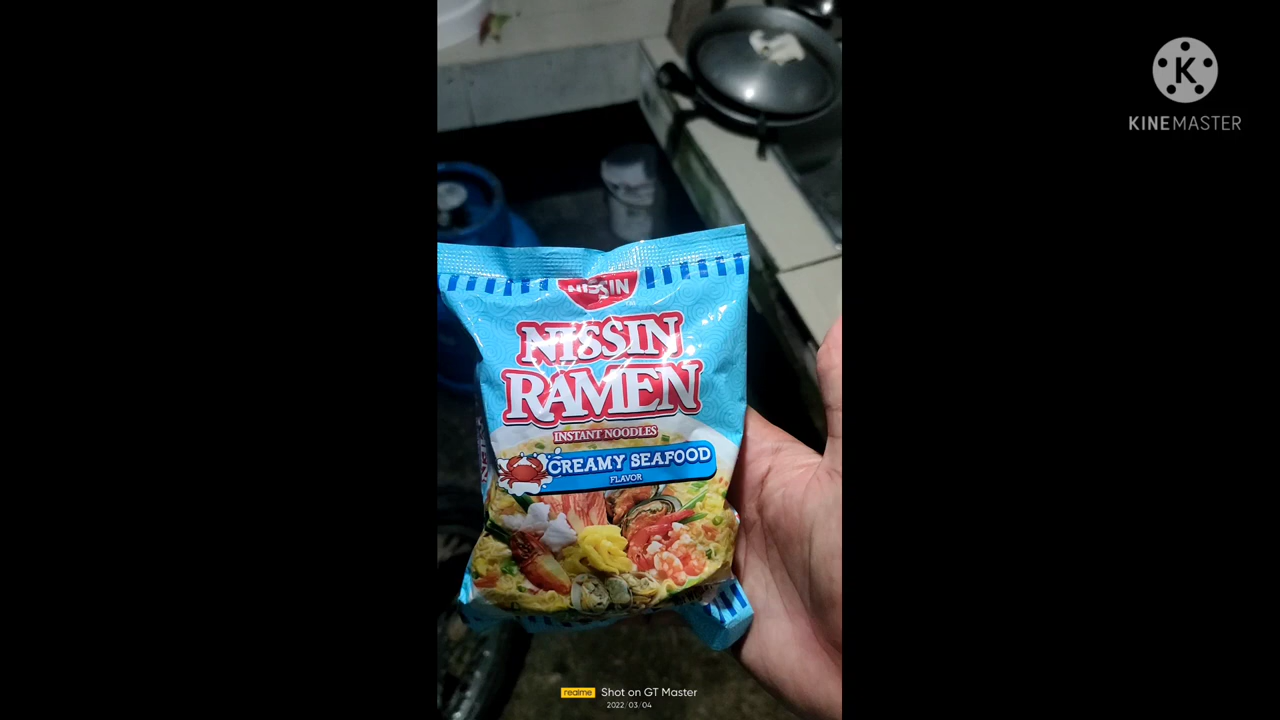 KINEMASTER
NISSIN
NISSIN
RAMEN
INSTANT NOODLES
CREAMY SEAFOOD
FLAVOR
realme Shot on GT Master
2022/03/04